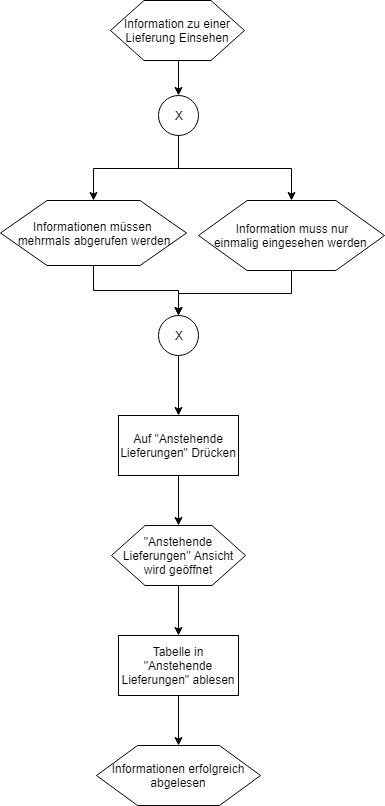 Information zu einer
Lieferung Einsehen
X
Informationen müssen
mehrmals abgerufen werden
Information muss nur
einmalig eingesehen werden
X
Auf "Anstehende
Lieferungen" Drücken
"Anstehende
Lieferungen" Ansicht
wird geöffnet
Tabelle in
"Anstehende
Lieferungen" ablesen
Informationen erfolgreich
abgelesen